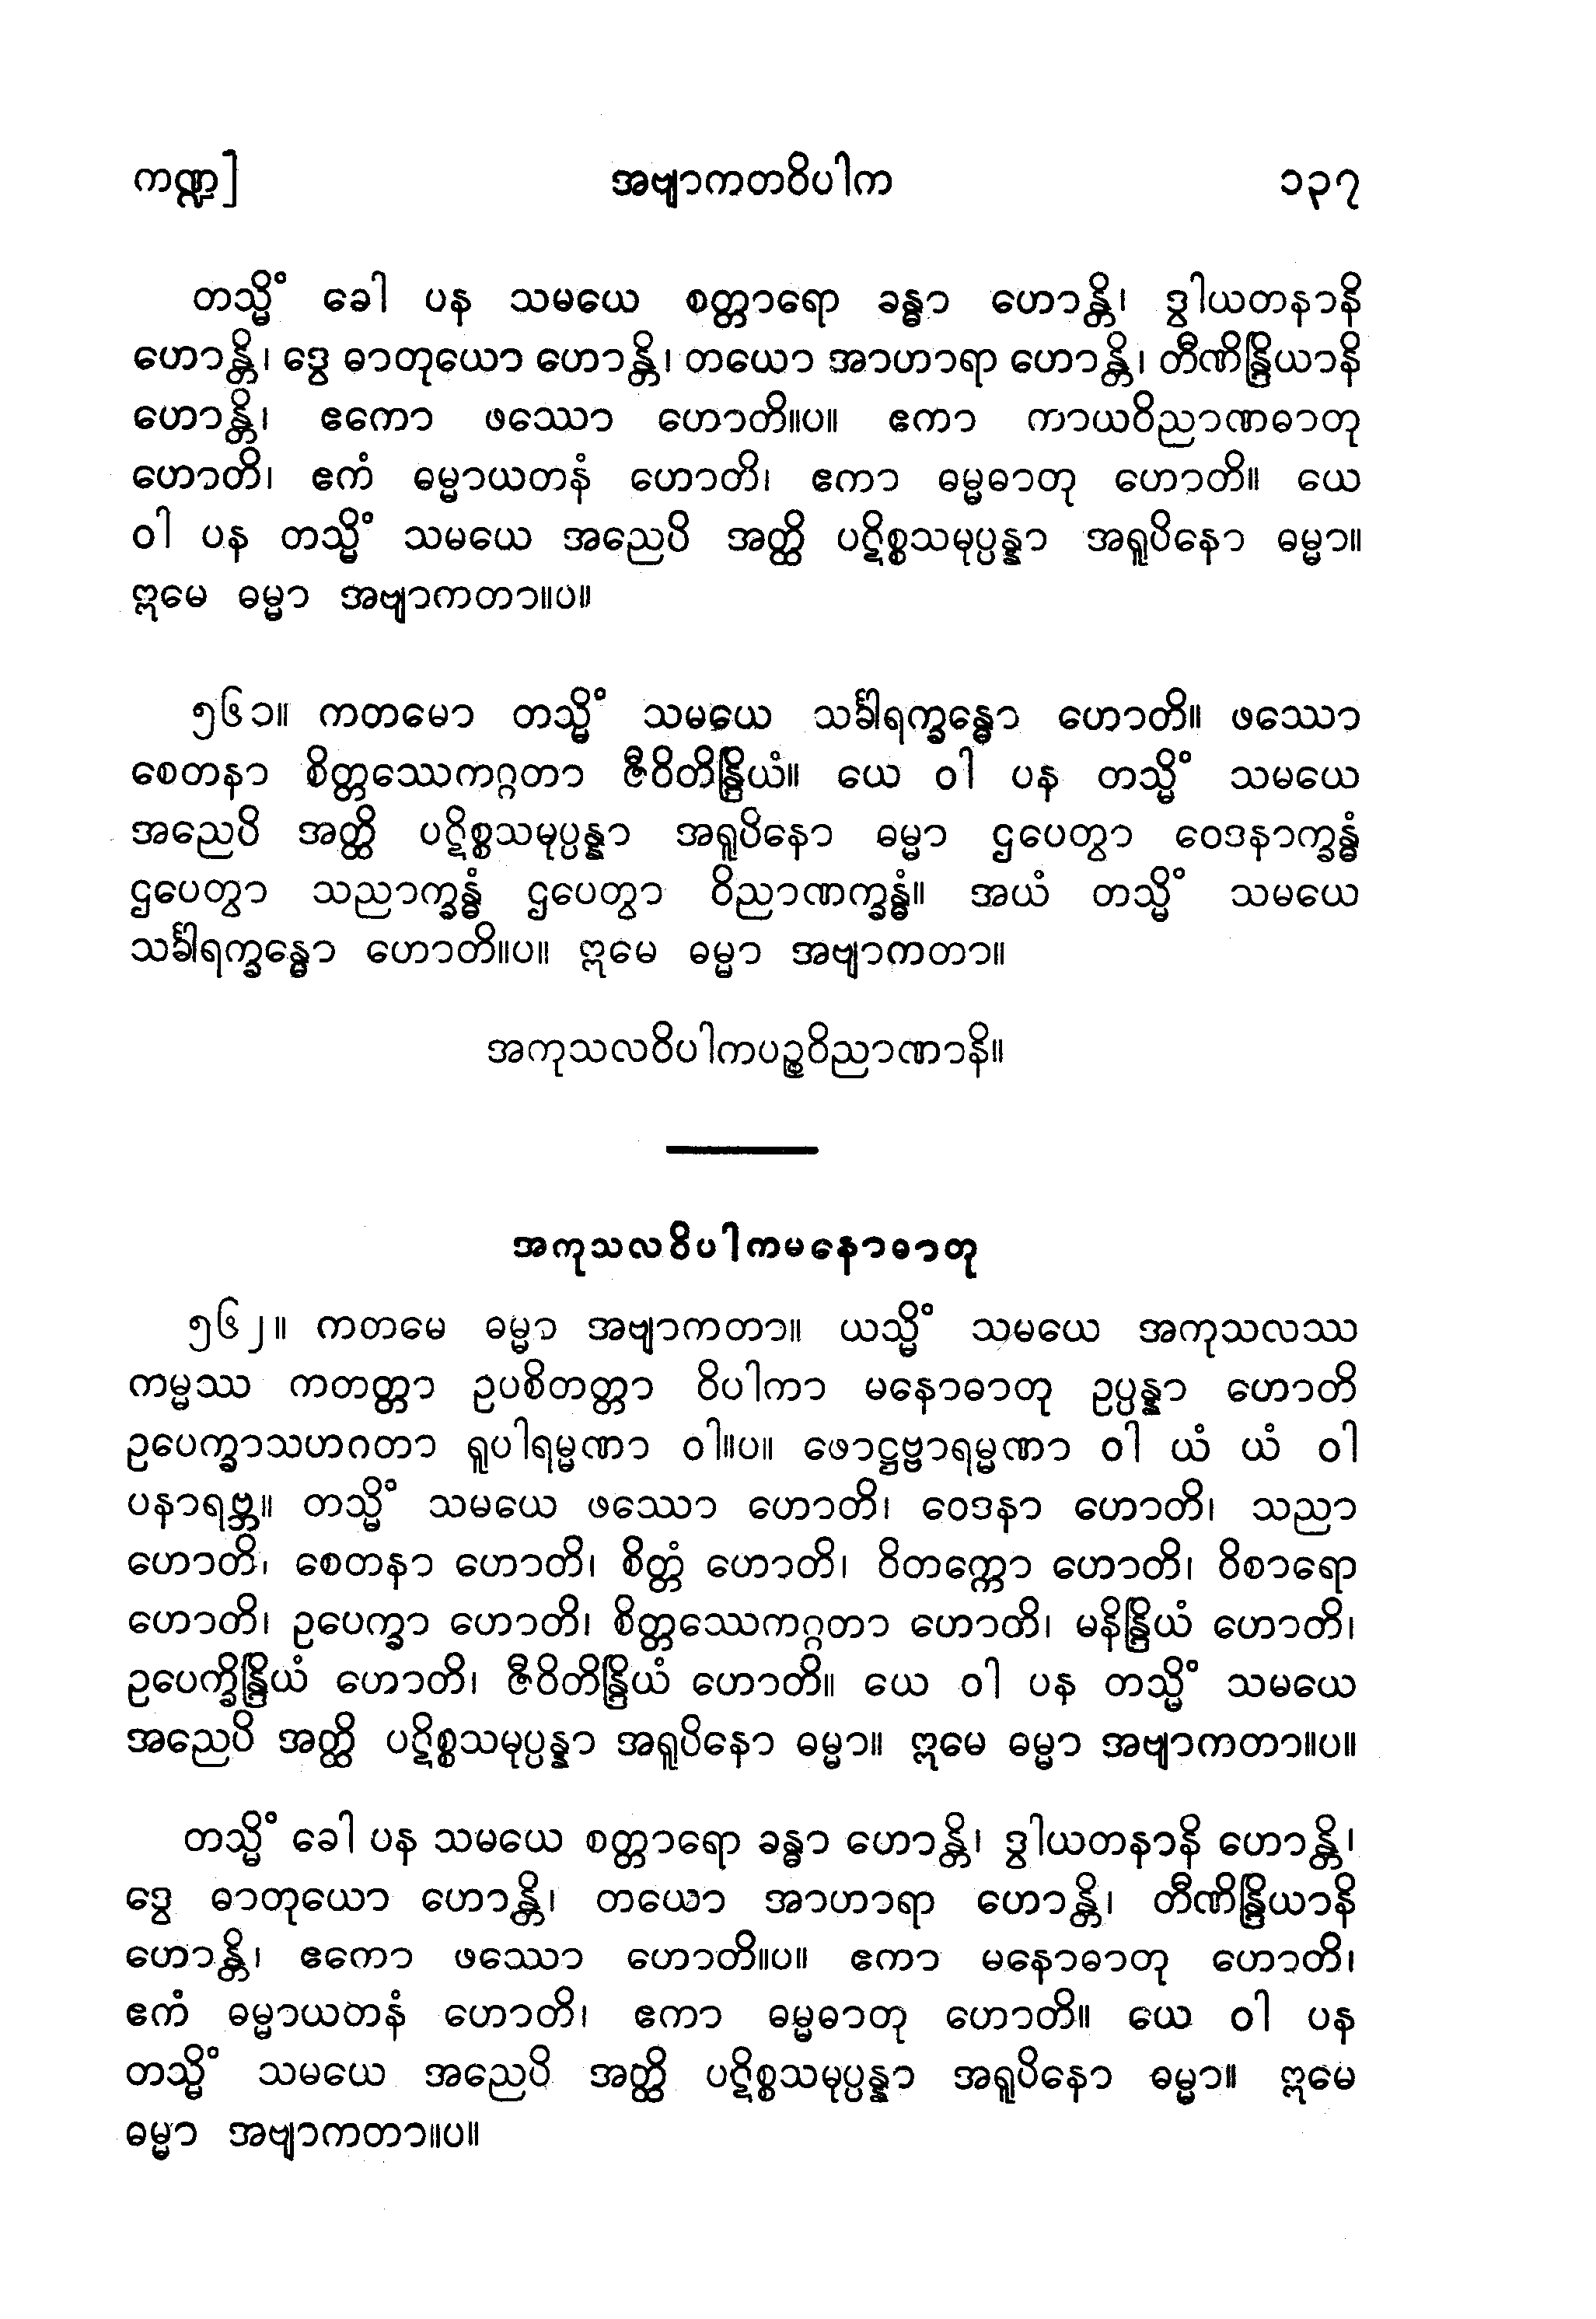 ကဏ္ဍ] အဗျာကတဝိပါက ၁၃၇
တသ္မိံ ခေါ ပန သမယေ စတ္တာရော ခန္ဓာ ဟောန္တိ၊ ဒွါယတနာနိ
ဟောန္တိ၊ ဒွေ ဓာတုယော ဟောန္တိ၊ တယော အာဟာရာ ဟောန္တိ၊ တီဏိန္ဒြိယာနိ
ဟောန္တိ၊ ဧကော ဖဿော ဟောတိ။ပ။ ဧကာ ကာယဝိညာဏဓာတု
ဟောတိ၊ ဧကံ ဓမ္မာယတနံ ဟောတိ၊ ဧကာ ဓမ္မဓာတု ဟောတိ။ ယေ
ဝါ ပန တသ္မိံ သမယေ အညေပိ အတ္ထိ ပဋိစ္စသမုပ္ပန္နာ အရူပိနော ဓမ္မာ။
ဣမေ ဓမ္မာ အဗျာကတာ။ပ။
၅၆၁။ ကတမော တသ္မိံ သမယေ သင်္ခါရက္ခန္ဓော ဟောတိ။ ဖဿော
စေတနာ စိတ္တဿေကဂ္ဂတာ ဇီဝိတိန္ဒြိယံ။ ယေ ဝါ ပန တသ္မိံ သမယေ
အညေပိ အတ္ထိ ပဋိစ္စသမုပ္ပန္နာ အရူပိနော ဓမ္မာ ဌပေတွာ ဝေဒနာက္ခန္ဓံ
ဌပေတွာ သညာက္ခန္ဓံ ဌပေတွာ ဝိညာဏက္ခန္ဓံ။ အယံ တသ္မိံ သမယေ
သင်္ခါရက္ခန္ဓော ဟောတိ။ပ။ ဣမေ ဓမ္မာ အဗျာကတာ။
အကုသလဝိပါကပဉ္စဝိညာဏာနိ။
အကုသလဝိပါကမနောဓာတု
၅၆၂။ ကတမေ ဓမ္မာ အဗျာကတာ။ ယသ္မိံ သမယေ အကုသလဿ
ကမ္မဿ ကတတ္တာ ဥပစိတတ္တာ ဝိပါကာ မနောဓာတု ဥပ္ပန္နာ ဟောတိ
ဥပေက္ခာသဟဂတာ ရူပါရမ္မဏာ ဝါ။ပ။ ဖောဋ္ဌဗ္ဗာရမ္မဏာ ဝါ ယံ ယံ ဝါ
ပနာရဗ္ဘ။ တသ္မိံ သမယေ ဖဿော ဟောတိ၊ ဝေဒနာ ဟောတိ၊ သညာ
ဟောတိ၊ စေတနာ ဟောတိ၊ စိတ္တံ ဟောတိ၊ ဝိတက္ကော ဟောတိ၊ ဝိစာရော
ဟောတိ၊ ဥပေက္ခာ ဟောတိ၊ စိတ္တဿေကဂ္ဂတာ ဟောတိ၊ မနိန္ဒြိယံ ဟောတိ၊
ဥပေက္ခိန္ဒြိယံ ဟောတိ၊ ဇီဝိတိန္ဒြိယံ ဟောတိ။ ယေ ဝါ ပန တသ္မိံ သမယေ
အညေပိ အတ္ထိ ပဋိစ္စသမုပ္ပန္နာ အရူပိနော ဓမ္မာ။ ဣမေ ဓမ္မာ အဗျာကတာ။ပ။
တသ္မိံ ခေါ ပန သမယေ စတ္တာရော ခန္ဓာ ဟောန္တိ၊ ဒွါယတနာနိ ဟောန္တိ၊
ဒွေ ဓာတုယော ဟောန္တိ၊ တယော အာဟာရာ ဟောန္တိ၊ တီဏိန္ဒြိယာနိ
ဟောန္တိ၊ ဧကော ဖဿော ဟောတိ။ပ။ ဧကာ မနောဓာတု ဟောတိ၊
ဧကံ ဓမ္မာယတနံ ဟောတိ၊ ဧကာ ဓမ္မဓာတု ဟောတိ။ ယေ ဝါ ပန
တသ္မိံ သမယေ အညေပိ အတ္ထိ ပဋိစ္စသမုပ္ပန္နာ အရူပိနော ဓမ္မာ။ ဣမေ
ဓမ္မာ အဗျာကတာ။ပ။